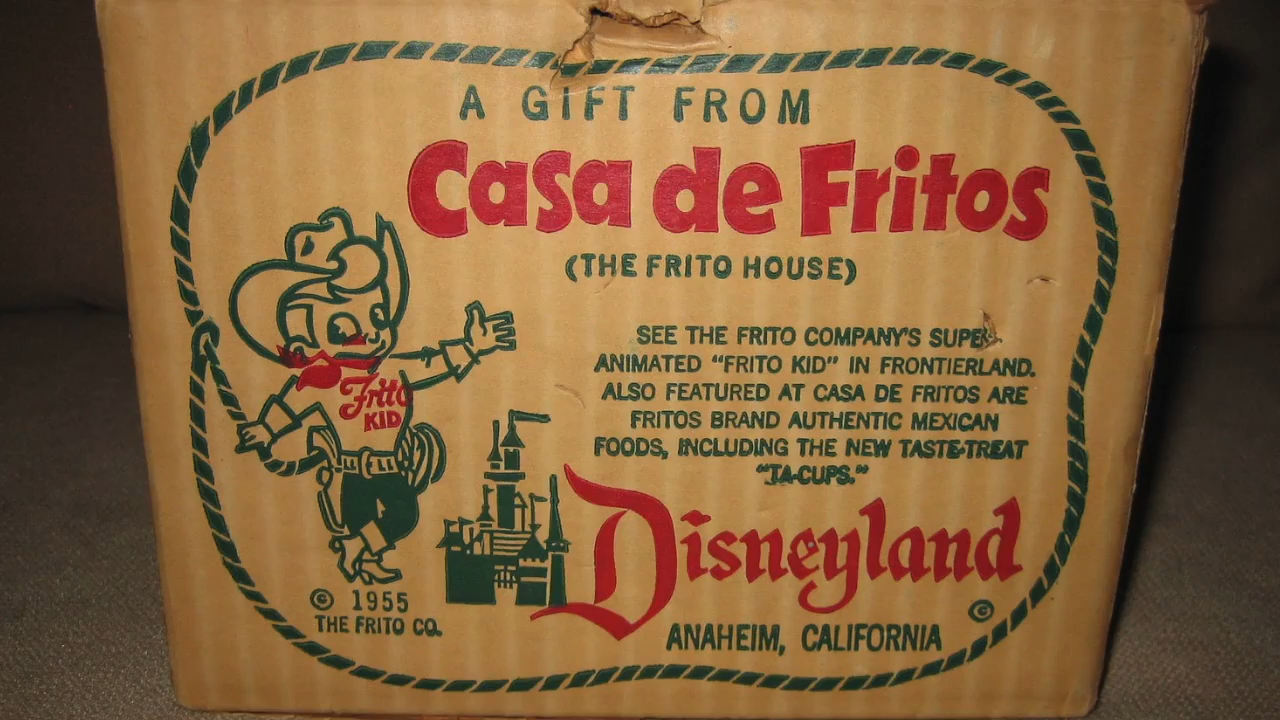 A GIFT FROM
Casa de Fritos
(THE FRITO HOUSE)
SEE THE FRITO COMPANY'S SUPER
ANIMATED "FRITO KID" IN FRONTIERLAND.
ALSO FEATURED AT CASA DE FRITOS ARE
FRITOS BRAND AUTHENTIC MEXICAN
FOODS, INCLUDING THE NEW TASTE-TREAT
"TA-CUPS."
Frito
KID
Disneyland
© 1955
THE FRITO CO.
©
ANAHEIM, CALIFORNIA